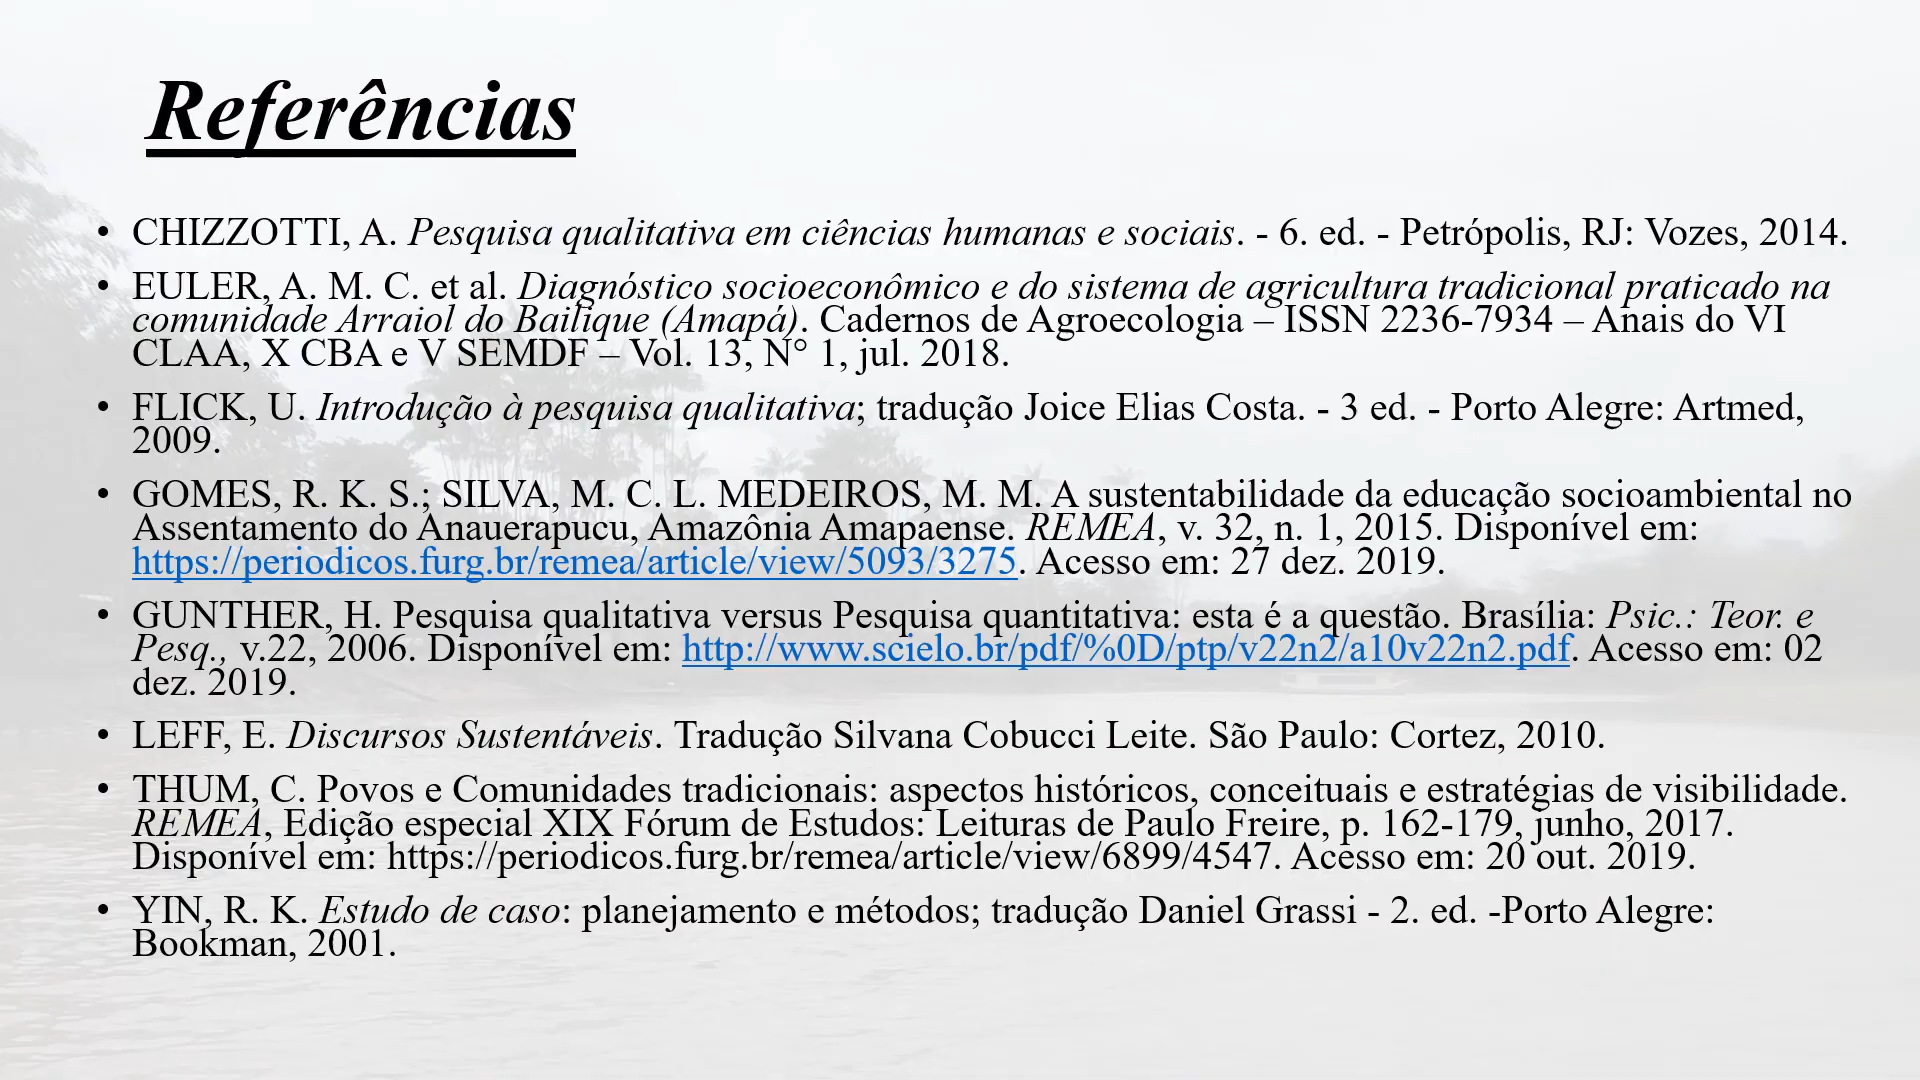 Referências
• CHIZZOTTI, A. Pesquisa qualitativa em ciências humanas e sociais. - 6. ed. - Petrópolis, RJ: Vozes, 2014.
• EULER, A. M. C. et al. Diagnóstico socioeconômico e do sistema de agricultura tradicional praticado na
comunidade Arraiol do Bailique (Amapá). Cadernos de Agroecologia – ISSN 2236-7934 – Anais do VI
CLAA, X CBA e V SEMDF – Vol. 13, N° 1, jul. 2018.
• FLICK, U. Introdução à pesquisa qualitativa; tradução Joice Elias Costa. - 3 ed. - Porto Alegre: Artmed,
2009.
• GOMES, R. K. S.; SILVA, M. C. L. MEDEIROS, M. M. A sustentabilidade da educação socioambiental no
Assentamento do Anauerapucu, Amazônia Amapaense. REMEA, v. 32, n. 1, 2015. Disponível em:
https://periodicos.furg.br/remea/article/view/5093/3275. Acesso em: 27 dez. 2019.
• GUNTHER, H. Pesquisa qualitativa versus Pesquisa quantitativa: esta é a questão. Brasília: Psic.: Teor. e
Pesq., v.22, 2006. Disponível em: http://www.scielo.br/pdf/%0D/ptp/v22n2/a10v22n2.pdf. Acesso em: 02
dez. 2019.
• LEFF, E. Discursos Sustentáveis. Tradução Silvana Cobucci Leite. São Paulo: Cortez, 2010.
• THUM, C. Povos e Comunidades tradicionais: aspectos históricos, conceituais e estratégias de visibilidade.
REMEA, Edição especial XIX Fórum de Estudos: Leituras de Paulo Freire, p. 162-179, junho, 2017.
Disponível em: https://periodicos.furg.br/remea/article/view/6899/4547. Acesso em: 20 out. 2019.
• YIN, R. K. Estudo de caso: planejamento e métodos; tradução Daniel Grassi - 2. ed. -Porto Alegre:
Bookman, 2001.